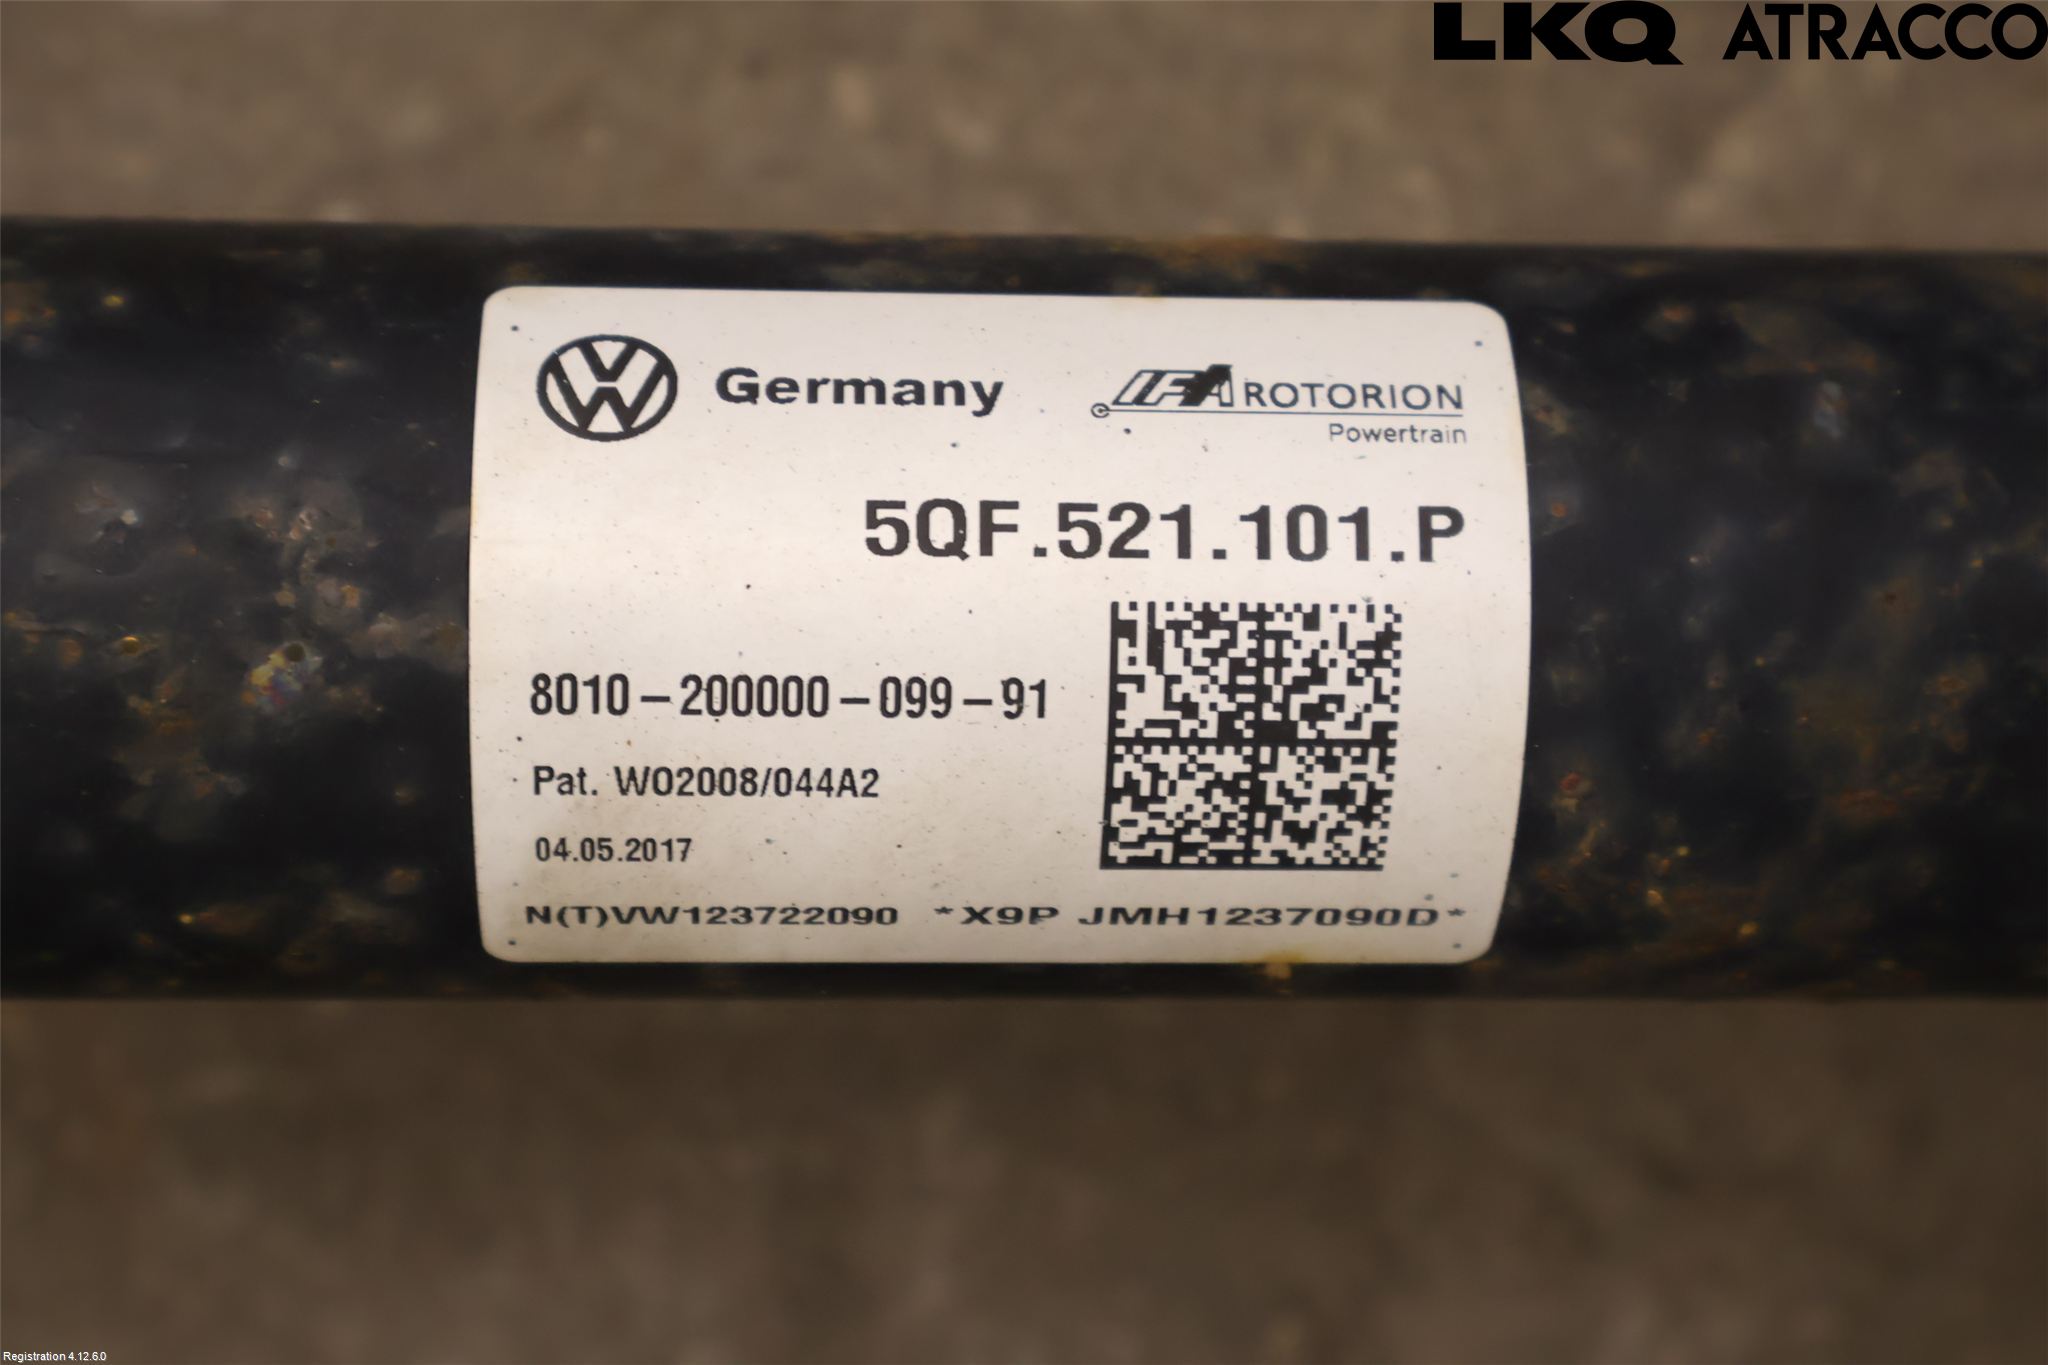 LKQ ATRACCO
Germany
IFA ROTORION
Powertrain
5QF.521.101.P
8010-200000-099-91
Pat. WO2008/044A2
04.05.2017
N(T)VW123722090 *X9P JMH1237090D*
Registration 4.12.6.0